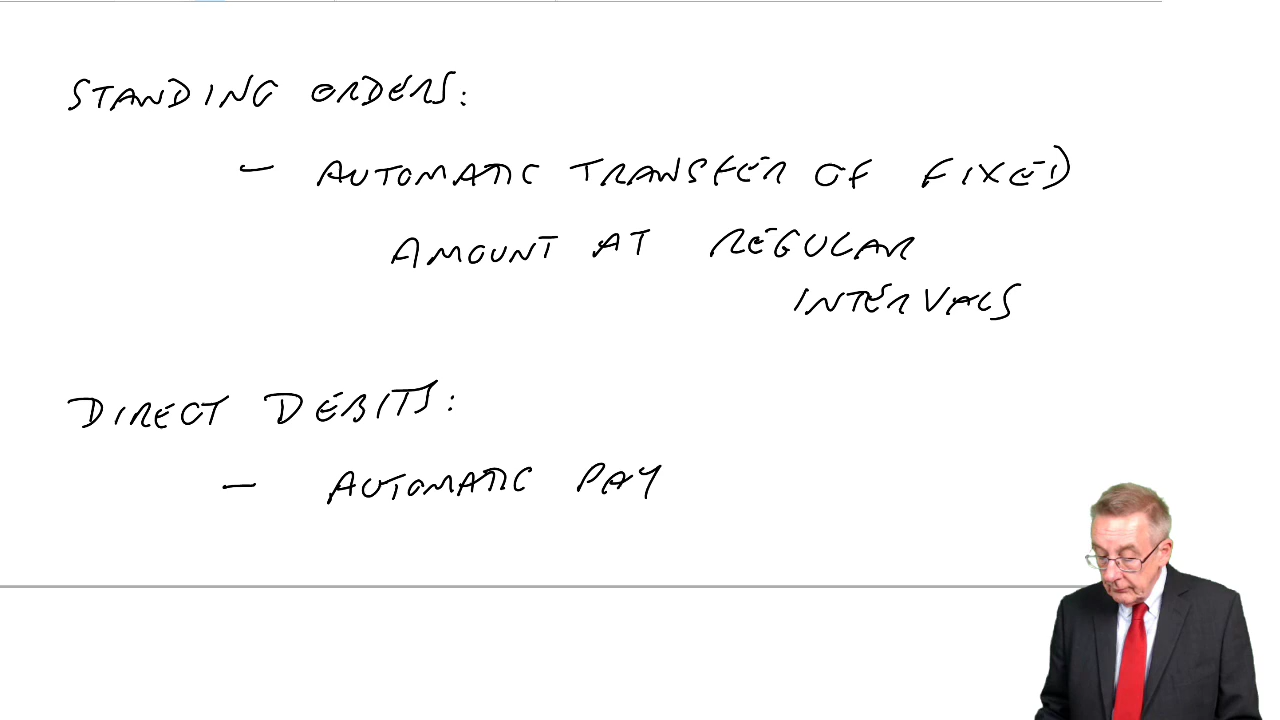 STANDING ORDERS:
- AUTOMATIC TRANSFER OF FIXED
AMOUNT AT REGULAR
INTERVALS
DIRECT DEBITS:
- AUTOMATIC PAY